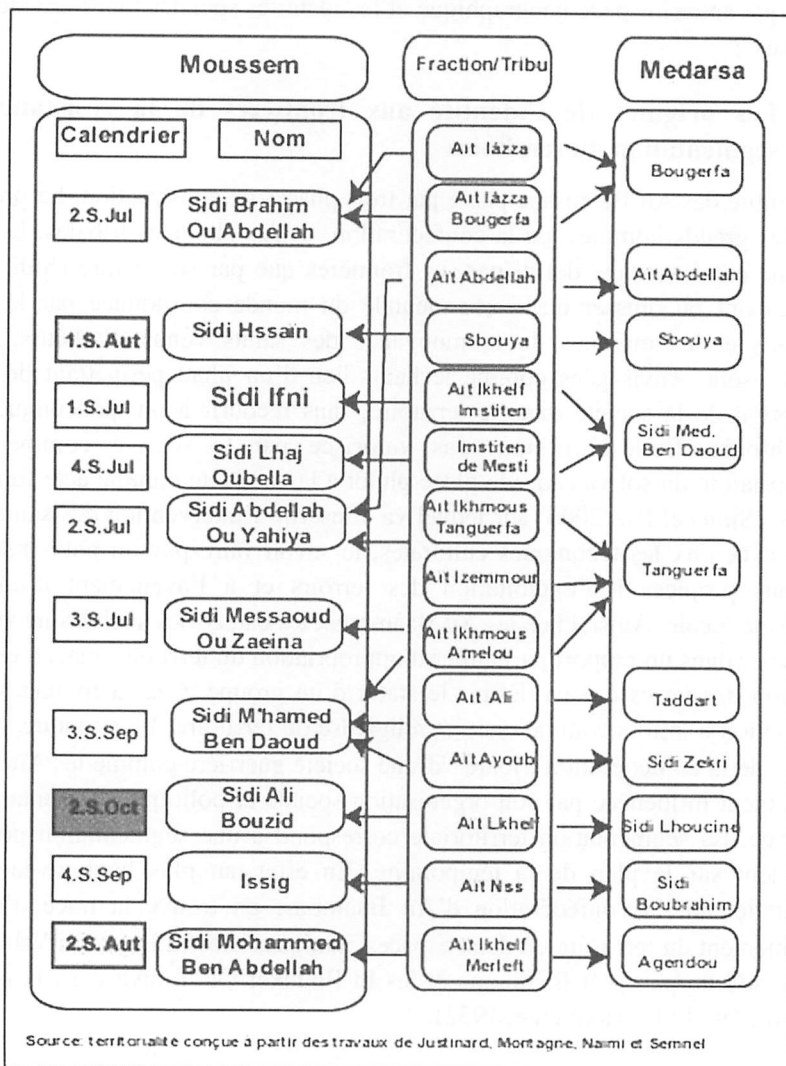 Moussem
Fraction/Tribu
Medarsa
Calendrier
Nom
2.S.Jul
Sidi Brahim
Ou Abdellah
1.S.Aut
Sidi Hssain
1.S.Jul
Sidi Ifni
4.S.Jul
Sidi Lhaj
Oubella
2.S.Jul
Sidi Abdellah
Ou Yahiya
3.S.Jul
Sidi Messaoud
Ou Zaeina
3.S.Sep
Sidi M'hamed
Ben Daoud
2.S.Oct
Sidi Ali
Bouzid
4.S.Sep
Issig
2.S.Aut
Sidi Mohammed
Ben Abdellah
Ait Iàzza
Ait Iàzza
Bougerfa
Ait Abdellah
Sbouya
Ait Ikhelf
Imstiten
Imstiten
de Mesti
Ait Ikhmous
Tanguerfa
Ait Izemmour
Ait Ikhmous
Amelou
Ait Ali
Ait Ayoub
Ait Lkhef
Ait Nss
Ait Ikhelf
Merleft
Bougerfa
Ait Abdellah
Sbouya
Sidi Med.
Ben Daoud
Tanguerfa
Taddart
Sidi Zekri
Sidi Lhoucine
Sidi
Boubrahim
Agendou
Source: territorialité conçue à partir des travaux de Justinard, Montagne, Naimi et Semnel